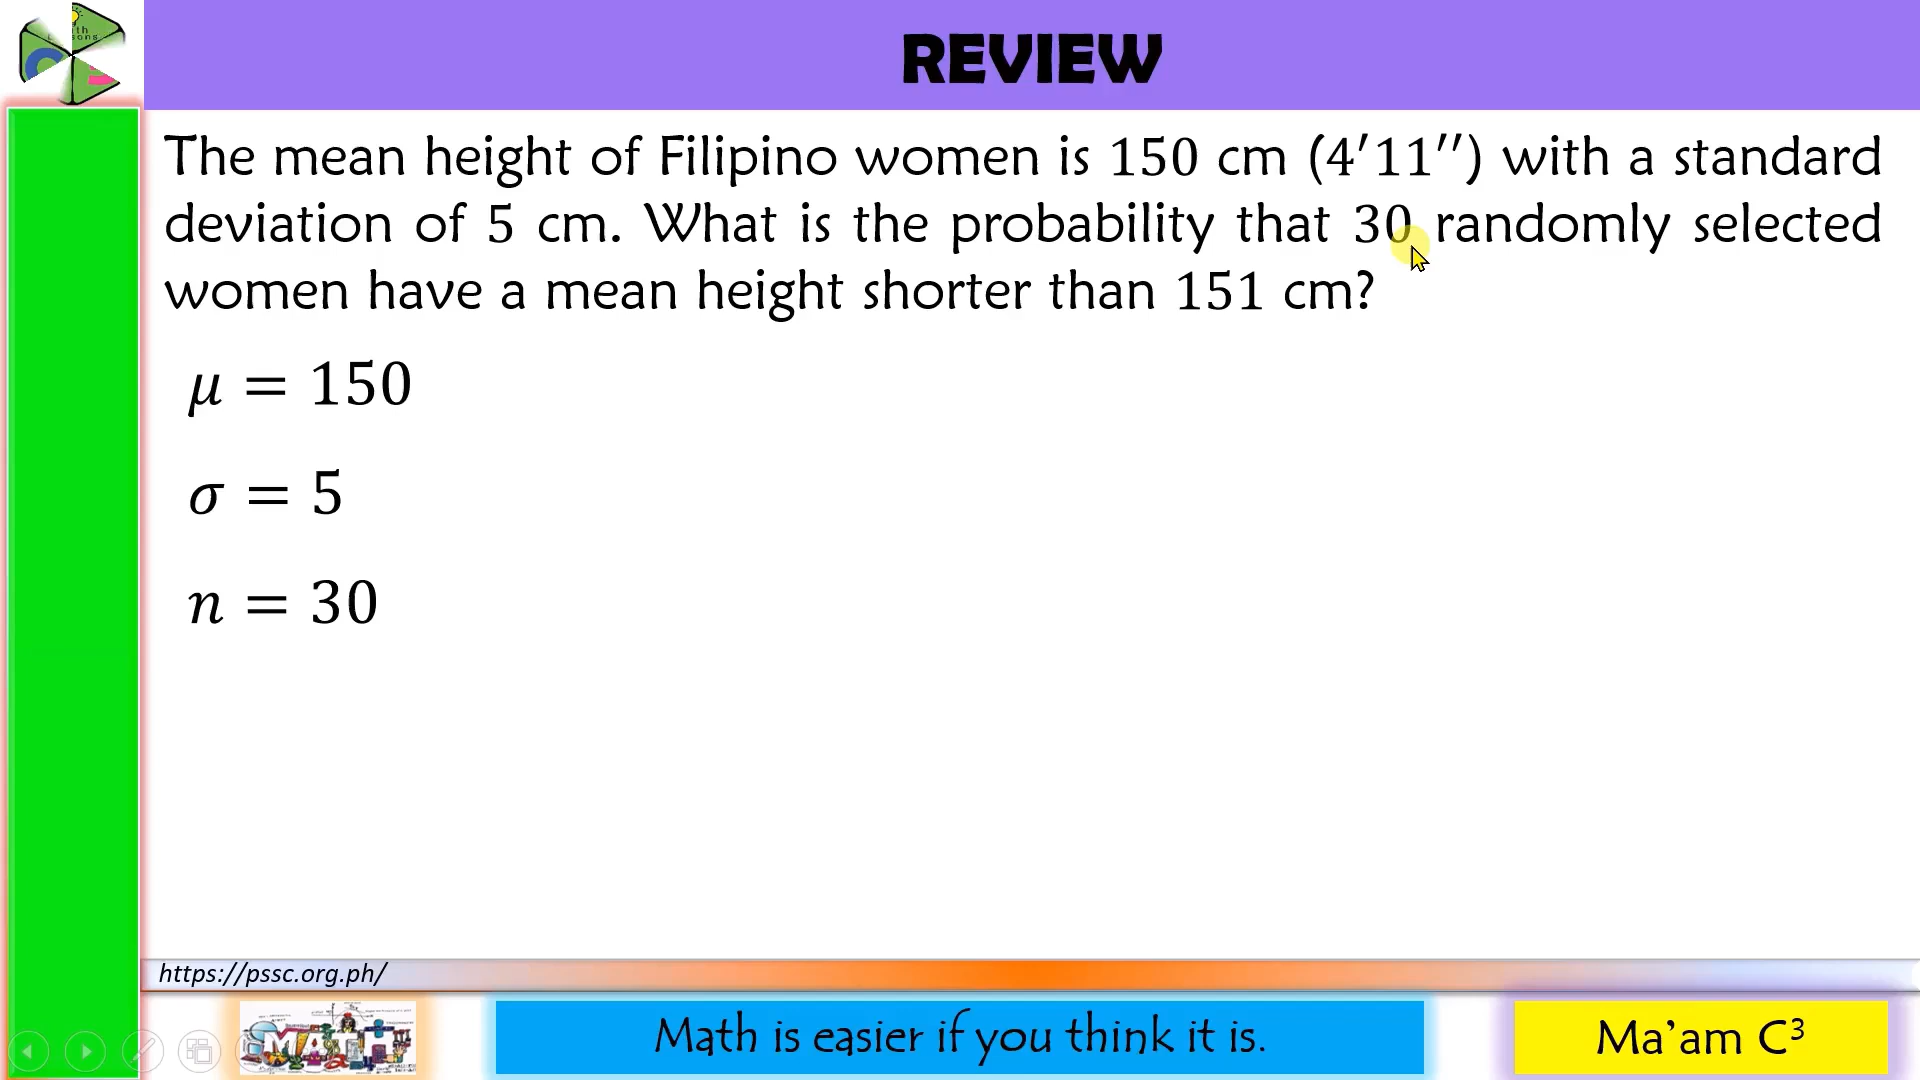 REVIEW
The mean height of Filipino women is 150 cm (4′11′′) with a standard
deviation of 5 cm. What is the probability that 30 randomly selected
women have a mean height shorter than 151 cm?
μ = 150
σ = 5
n = 30
https://pssc.org.ph/
MATH
Math is easier if you think it is.
Ma’am C³